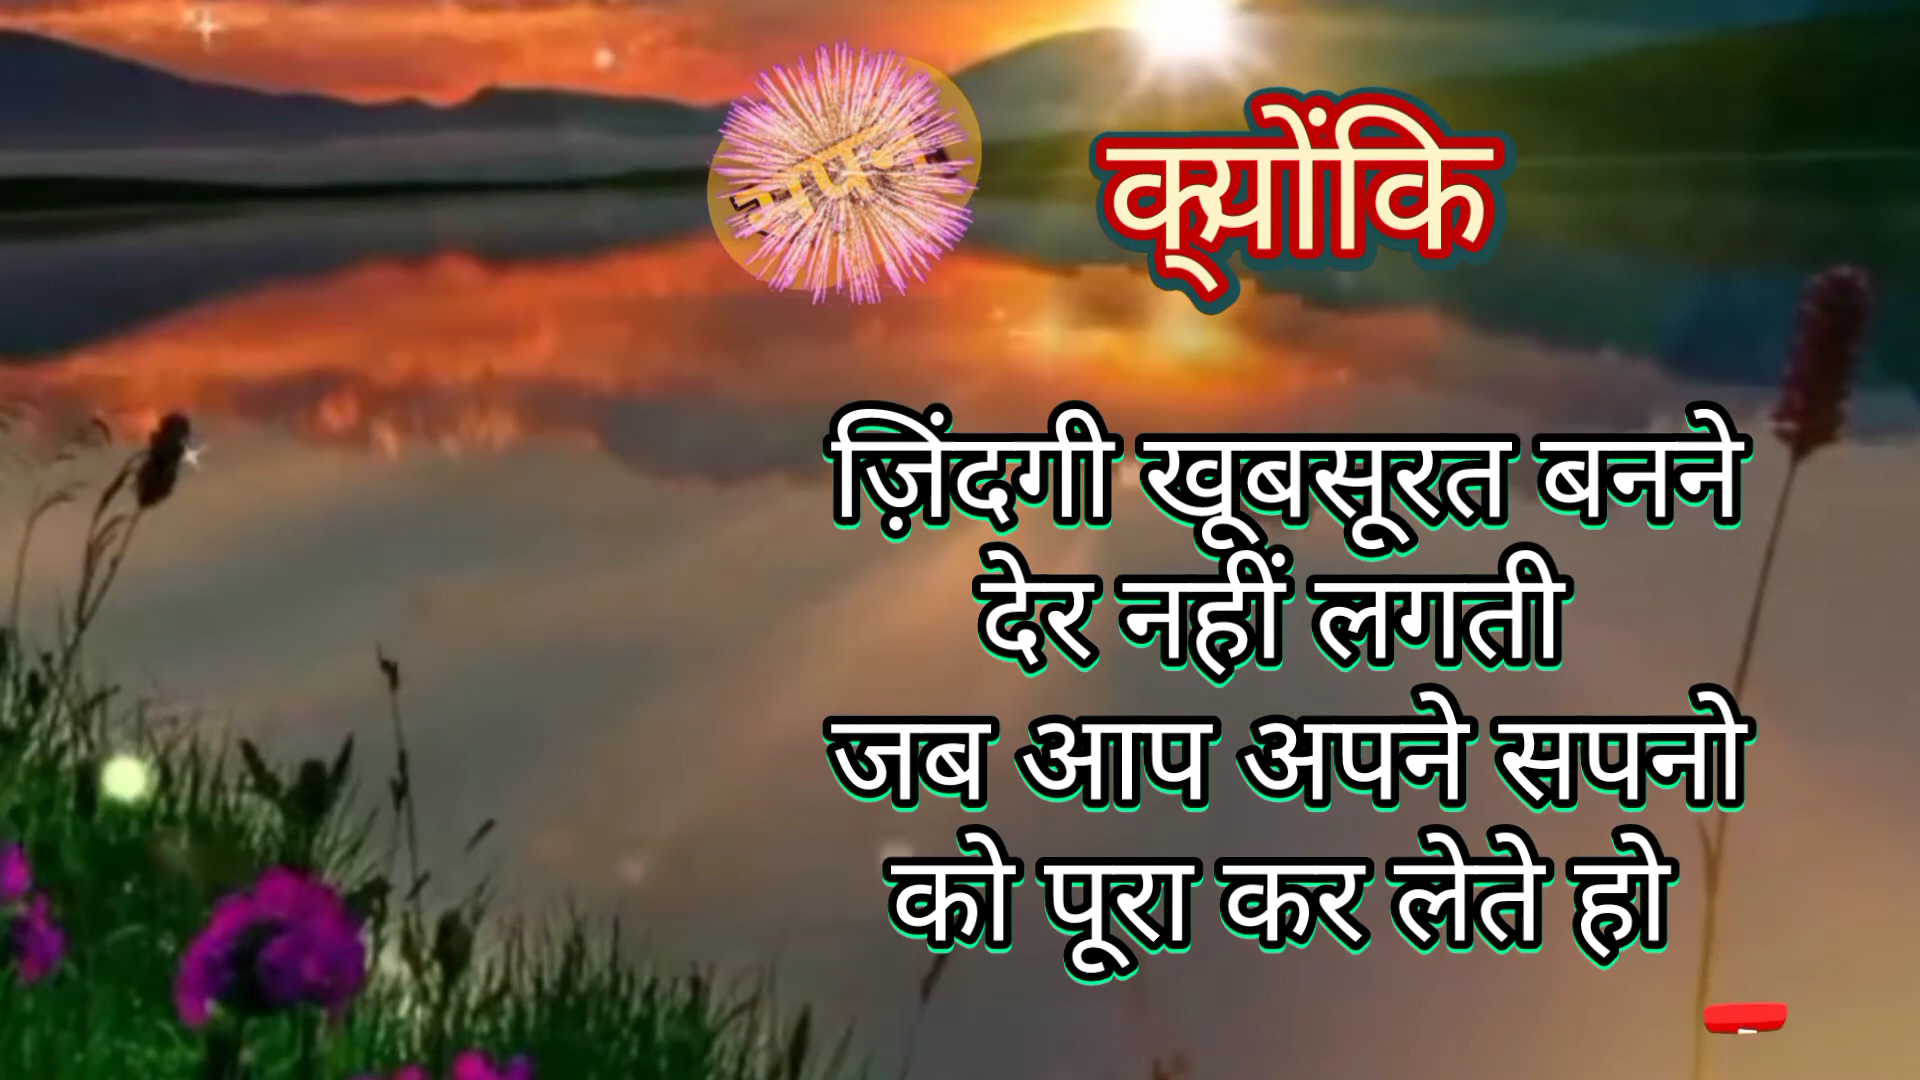 क्योंकि
ज़िंदगी खूबसूरत बनने
देर नहीं लगती
जब आप अपने सपनो
को पूरा कर लेते हो